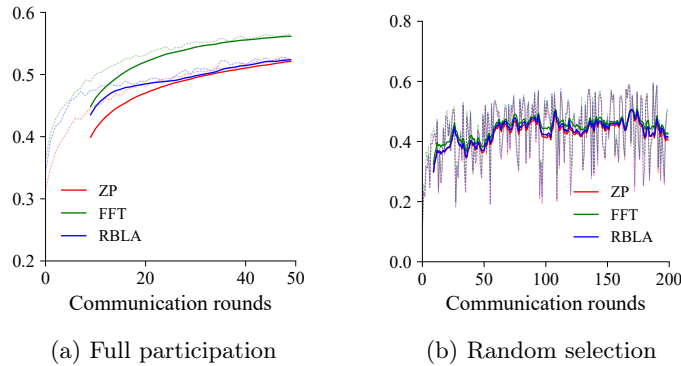 0.6
0.5
0.4
0.3
0.2
0
20
40
50
ZP
FFT
RBLA
Communication rounds
(a) Full participation
0.8
0.6
0.4
0.2
0.0
0
50
100
150
200
ZP
FFT
RBLA
Communication rounds
(b) Random selection